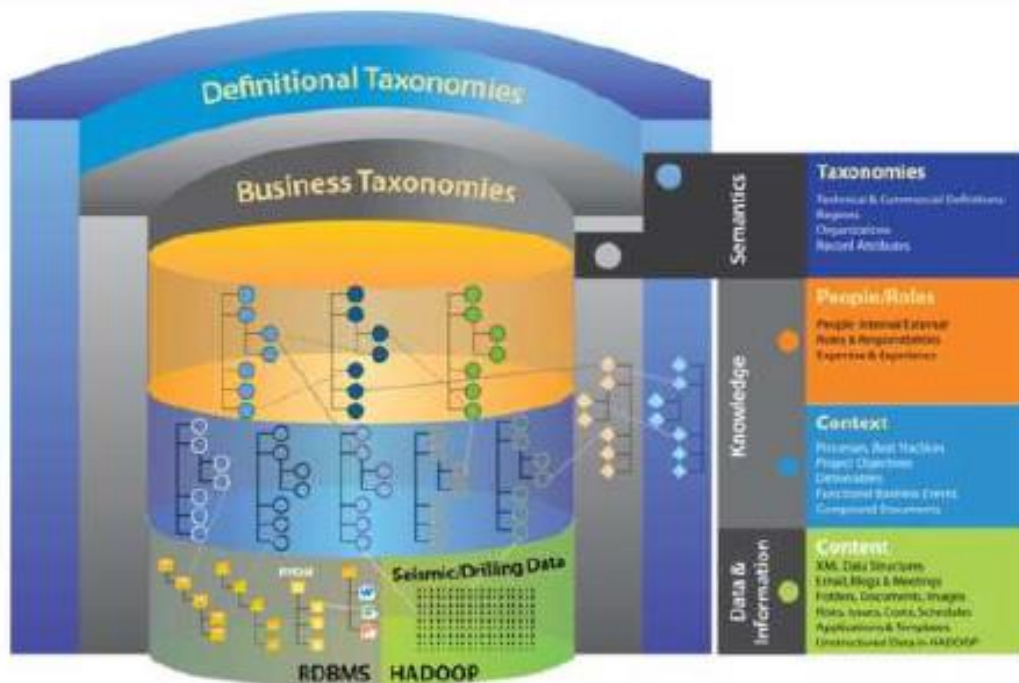 Definitional Taxonomies
Business Taxonomies
Seismic/Drilling Data
RDBMS
HADOOP
Semantics
Taxonomies
Technical & Commercial Definitions
Regions
Organizations
Record Attributes
Knowledge
People/Roles
People: Internal/External
Roles & Responsibilities
Expertise & Experience
Context
Processes, Best Practices
Project Objectives
Deliverables
Functional Business Events
Compound Documents
Data &
Information
Content
XML Data Structures
Email, Blogs & Meetings
Folders, Documents, Images
Risks, Issues, Costs, Schedules
Applications & Templates
Unstructured Data in HADOOP